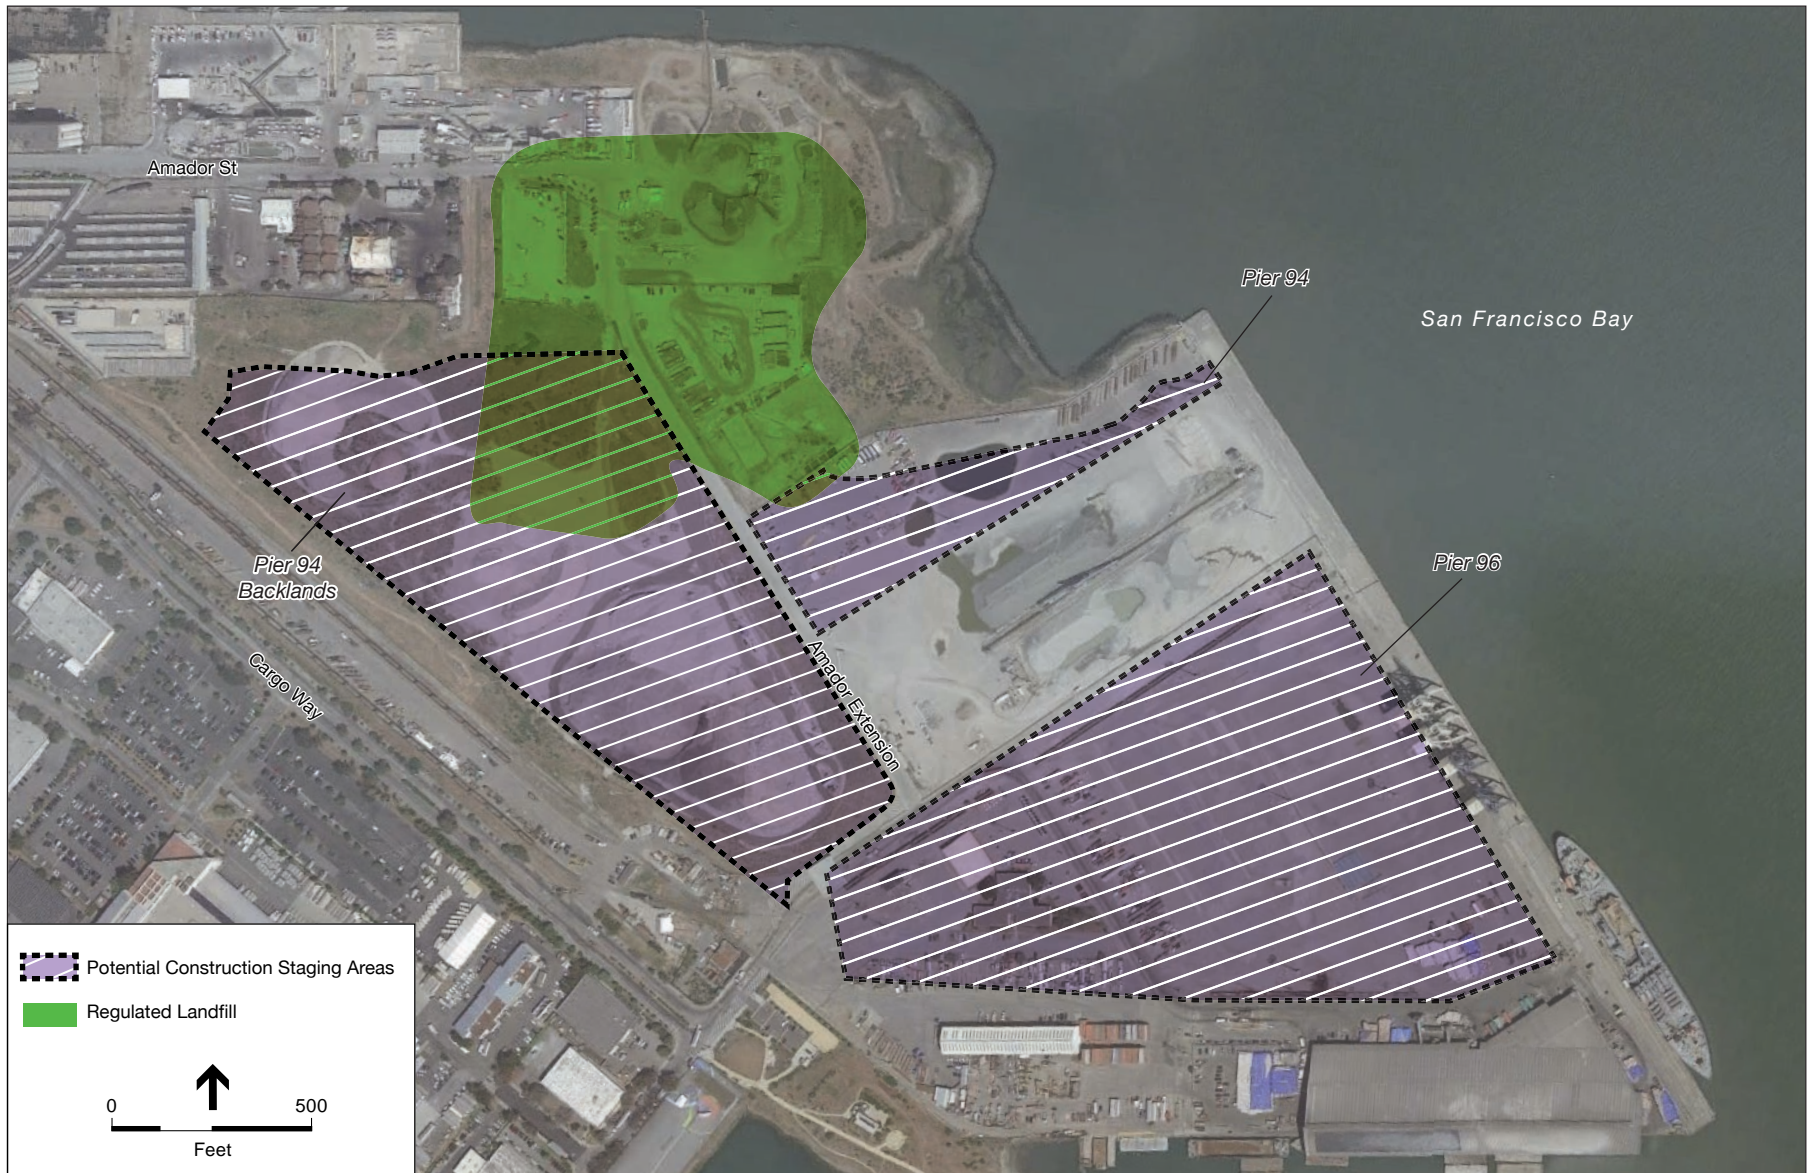 Amador St
Pier 94
San Francisco Bay
Pier 96
Pier 94
Backlands
Cargo Way
Amador Extension
Potential Construction Staging Areas
Regulated Landfill
0 500
Feet